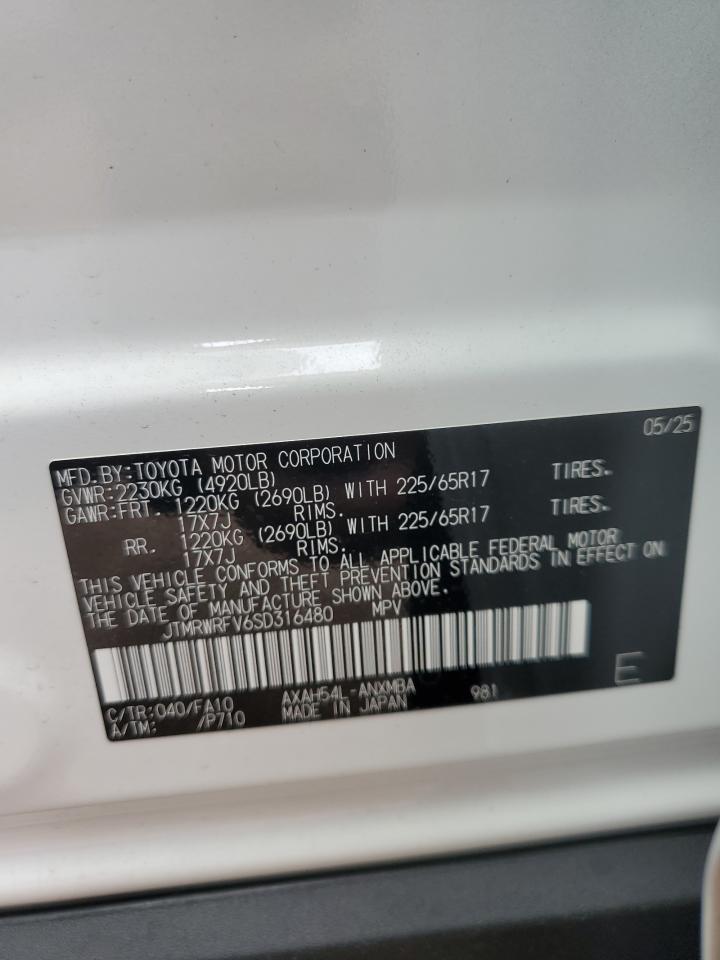 05/25
MFD.BY:TOYOTA MOTOR CORPORATION
GVWR:2230KG (4920LB)
GAWR:FRT 1220KG (2690LB) WITH 225/65R17 TIRES.
17X7J RIMS.
RR. 1220KG (2690LB) WITH 225/65R17 TIRES.
17X7J RIMS.
THIS VEHICLE CONFORMS TO ALL APPLICABLE FEDERAL MOTOR
VEHICLE SAFETY AND THEFT PREVENTION STANDARDS IN EFFECT ON
THE DATE OF MANUFACTURE SHOWN ABOVE.
JTMRWRFV6SD316480 MPV
C/TR:040/FA10 AXAH54L-ANXMBA 981 E
A/TM: /P710 MADE IN JAPAN